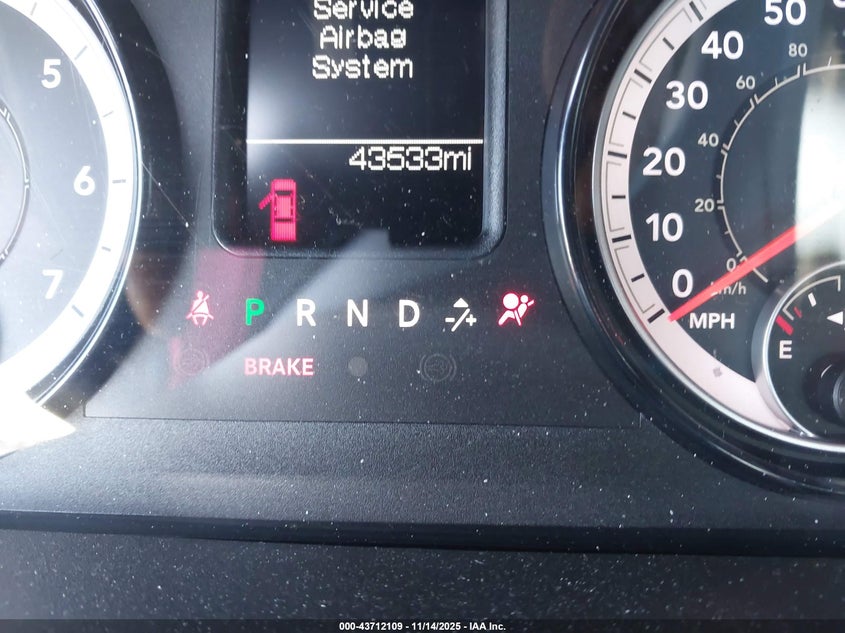 Service
Airbag
System
43533mi
P R N D -/+
BRAKE
5
6
7
50
40
30
20
10
0
MPH
80
60
40
20
0
km/h
E
000-43712109 - 11/14/2025 - IAA Inc.